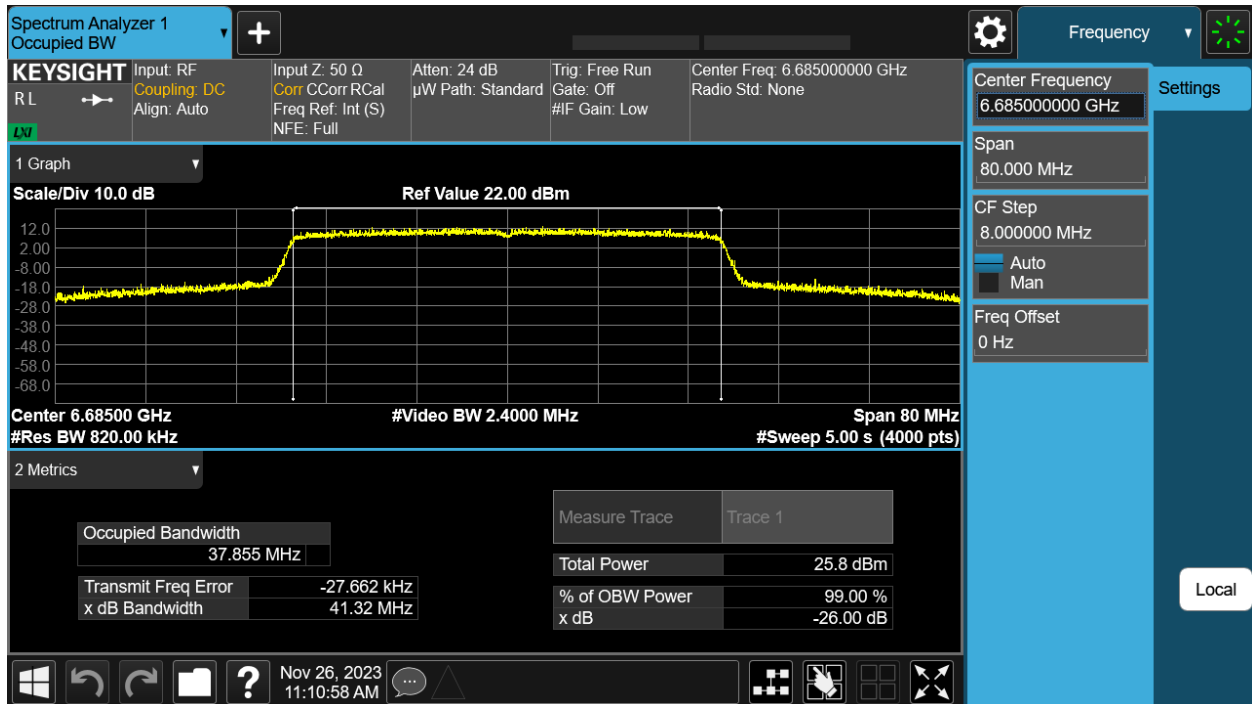 Spectrum Analyzer 1
Occupied BW
+
Frequency
KEYSIGHT
R L
LXI
Input: RF
Coupling: DC
Align: Auto
Input Z: 50 Ω
Corr CCorr RCal
Freq Ref: Int (S)
NFE: Full
Atten: 24 dB
µW Path: Standard
Trig: Free Run
Gate: Off
#IF Gain: Low
Center Freq: 6.685000000 GHz
Radio Std: None
Center Frequency
6.685000000 GHz
Settings
Span
80.000 MHz
CF Step
8.000000 MHz
Auto
Man
Freq Offset
0 Hz
1 Graph
Scale/Div 10.0 dB
Ref Value 22.00 dBm
12.0
2.00
-8.00
-18.0
-28.0
-38.0
-48.0
-58.0
-68.0
Center 6.68500 GHz
#Video BW 2.4000 MHz
Span 80 MHz
#Res BW 820.00 kHz
#Sweep 5.00 s (4000 pts)
2 Metrics
Occupied Bandwidth
37.855 MHz
Transmit Freq Error -27.662 kHz
x dB Bandwidth 41.32 MHz
Measure Trace Trace 1
Total Power 25.8 dBm
% of OBW Power 99.00 %
x dB -26.00 dB
Local
?
Nov 26, 2023
11:10:58 AM